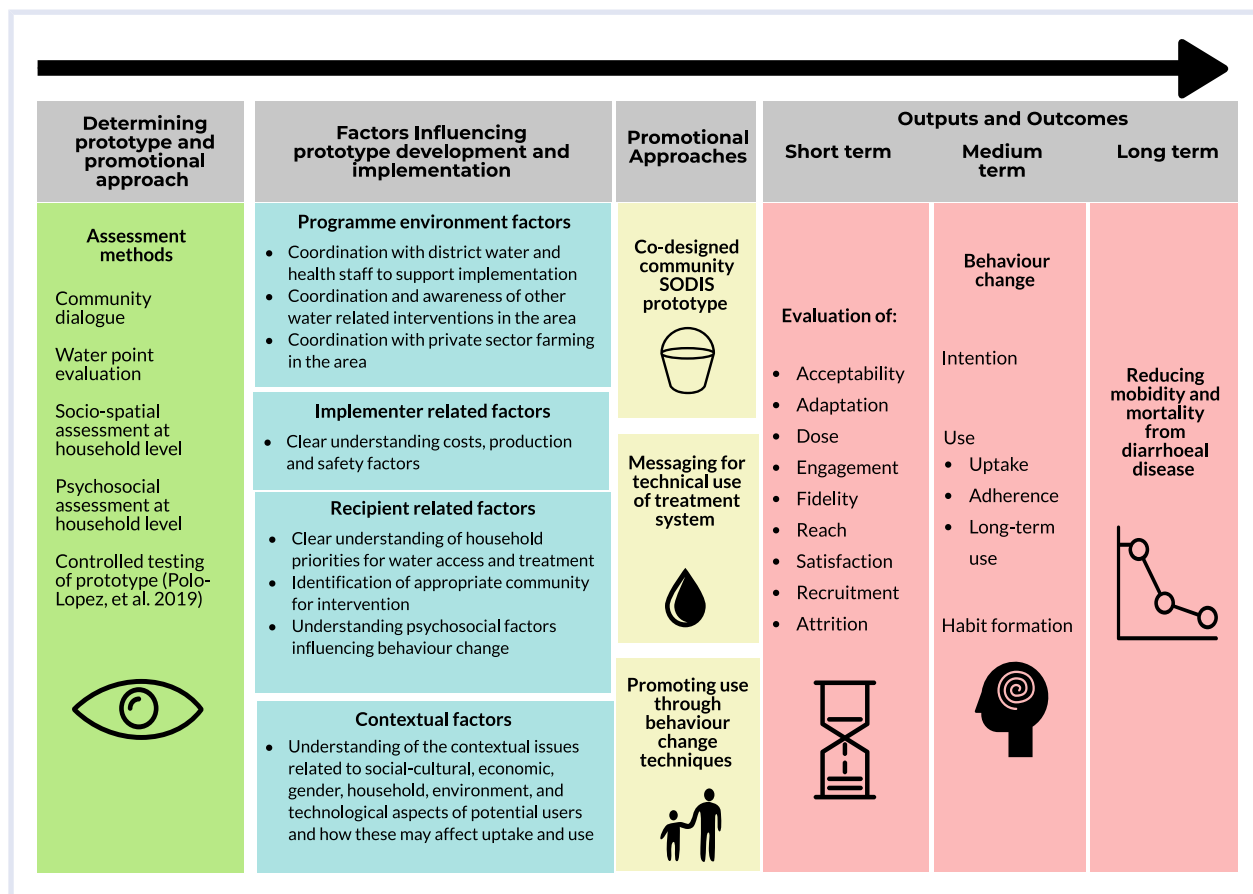 Determining
prototype and
promotional
approach
Assessment
methods
Community
dialogue
Water point
evaluation
Socio-spatial
assessment at
household level
Psychosocial
assessment at
household level
Controlled testing
of prototype (Polo-
Lopez, et al. 2019)
Factors Influencing
prototype development and
implementation
Programme environment factors
• Coordination with district water and
health staff to support implementation
• Coordination and awareness of other
water related interventions in the area
• Coordination with private sector farming
in the area
Implementer related factors
• Clear understanding costs, production
and safety factors
Recipient related factors
• Clear understanding of household
priorities for water access and treatment
• Identification of appropriate community
for intervention
• Understanding psychosocial factors
influencing behaviour change
Contextual factors
• Understanding of the contextual issues
related to social-cultural, economic,
gender, household, environment, and
technological aspects of potential users
and how these may affect uptake and use
Promotional
Approaches
Co-designed
community
SODIS
prototype
Messaging for
technical use
of treatment
system
Promoting use
through
behaviour
change
techniques
Outputs and Outcomes
Short term
Evaluation of:
• Acceptability
• Adaptation
• Dose
• Engagement
• Fidelity
• Reach
• Satisfaction
• Recruitment
• Attrition
Medium
term
Behaviour
change
Intention
Use
• Uptake
• Adherence
• Long-term
use
Habit formation
Long term
Reducing
mobidity and
mortality
from
diarrhoeal
disease